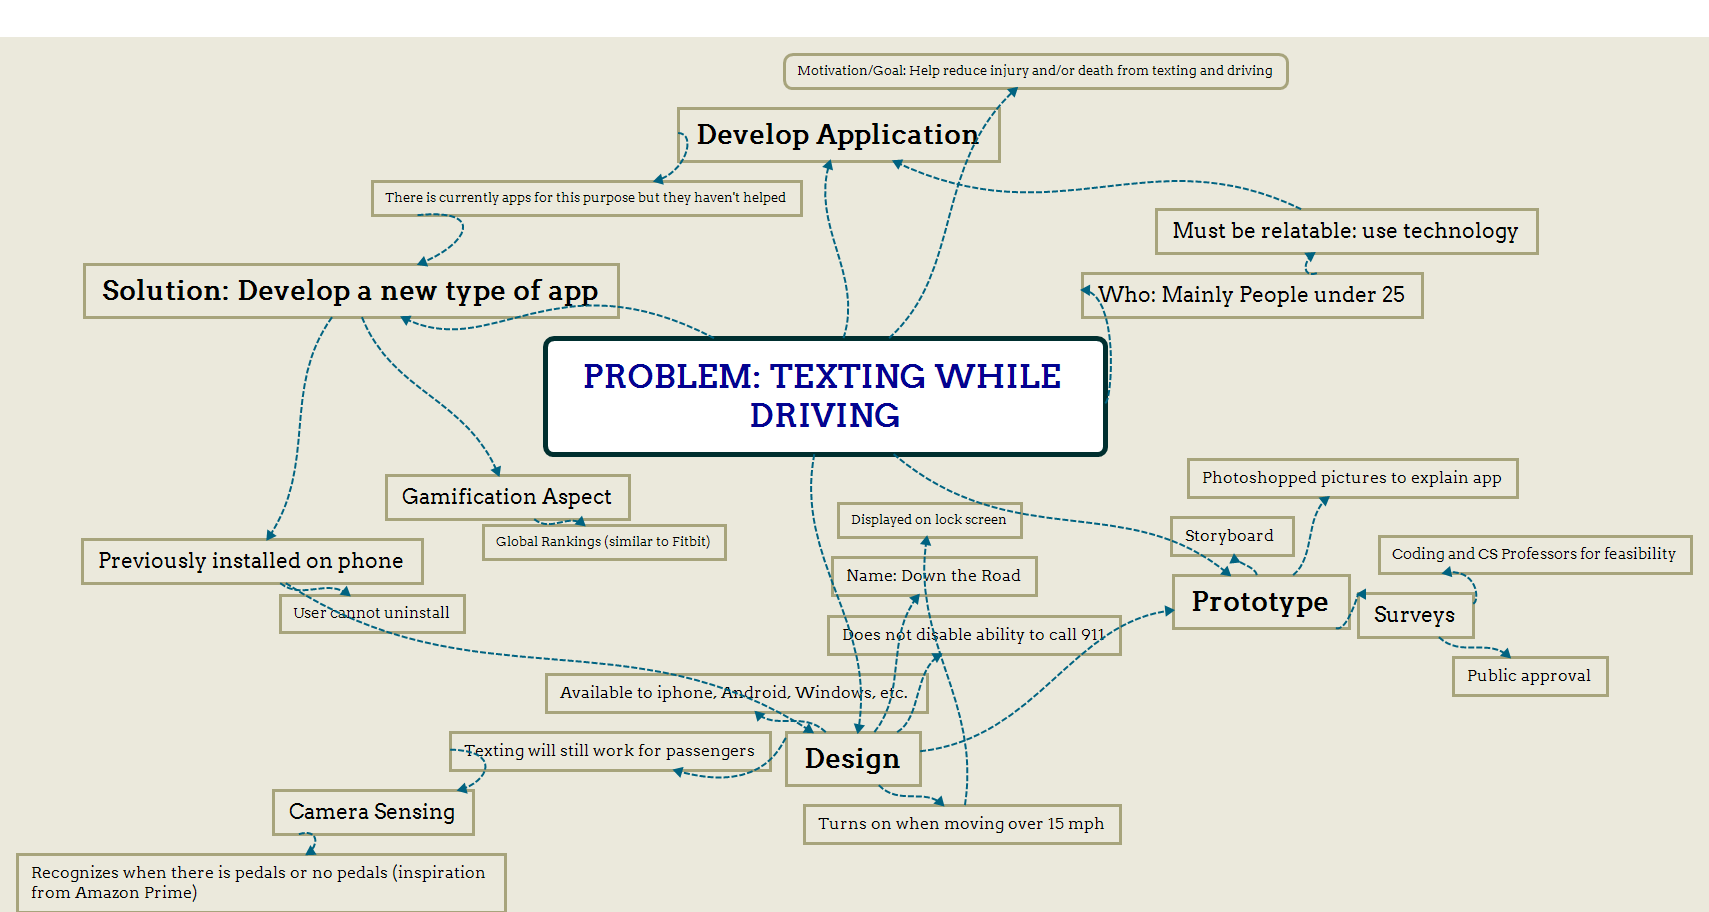 Motivation/Goal: Help reduce injury and/or death from texting and driving
Develop Application
There is currently apps for this purpose but they haven't helped
Must be relatable: use technology
Solution: Develop a new type of app
Who: Mainly People under 25
PROBLEM: TEXTING WHILE
DRIVING
Photoshopped pictures to explain app
Gamification Aspect
Displayed on lock screen
Storyboard
Global Rankings (similar to Fitbit)
Coding and CS Professors for feasibility
Previously installed on phone
Name: Down the Road
Prototype
User cannot uninstall
Surveys
Does not disable ability to call 911
Public approval
Available to iphone, Android, Windows, etc.
Texting will still work for passengers
Design
Camera Sensing
Turns on when moving over 15 mph
Recognizes when there is pedals or no pedals (inspiration
from Amazon Prime)